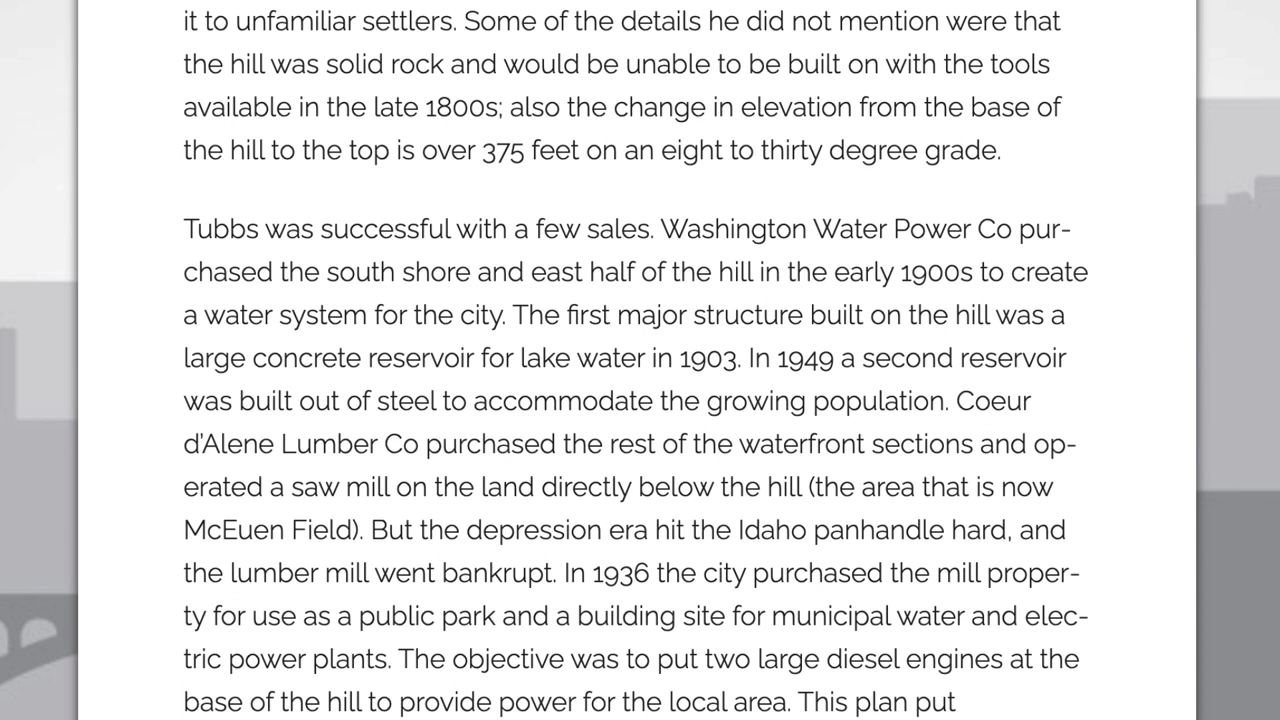 it to unfamiliar settlers. Some of the details he did not mention were that
the hill was solid rock and would be unable to be built on with the tools
available in the late 1800s; also the change in elevation from the base of
the hill to the top is over 375 feet on an eight to thirty degree grade.
Tubbs was successful with a few sales. Washington Water Power Co pur-
chased the south shore and east half of the hill in the early 1900s to create
a water system for the city. The first major structure built on the hill was a
large concrete reservoir for lake water in 1903. In 1949 a second reservoir
was built out of steel to accommodate the growing population. Coeur
d'Alene Lumber Co purchased the rest of the waterfront sections and op-
erated a saw mill on the land directly below the hill (the area that is now
McEuen Field). But the depression era hit the Idaho panhandle hard, and
the lumber mill went bankrupt. In 1936 the city purchased the mill proper-
ty for use as a public park and a building site for municipal water and elec-
tric power plants. The objective was to put two large diesel engines at the
base of the hill to provide power for the local area. This plan put